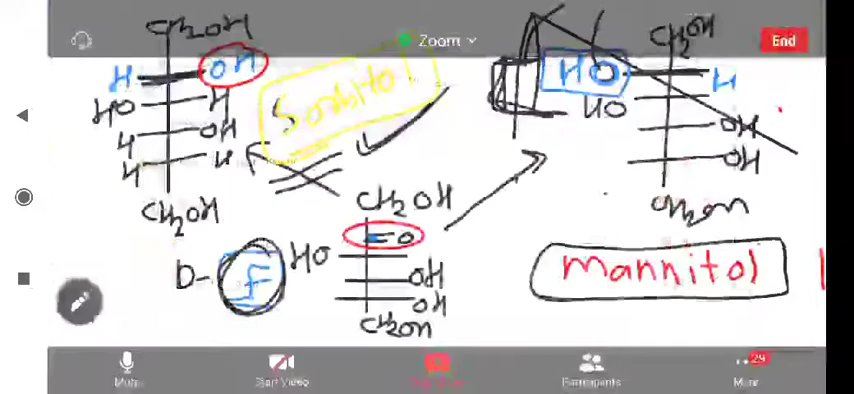 Zoom
End
CH2OH
H OH
HO H
H OH
H H
CH2OH
Sorbitol
CH2OH
HO H
HO
OH
OH
CH2OH
mannitol
CH2OH
=O
D- F HO
OH
OH
CH2OH
Mute
Start Video
Participants
29
More